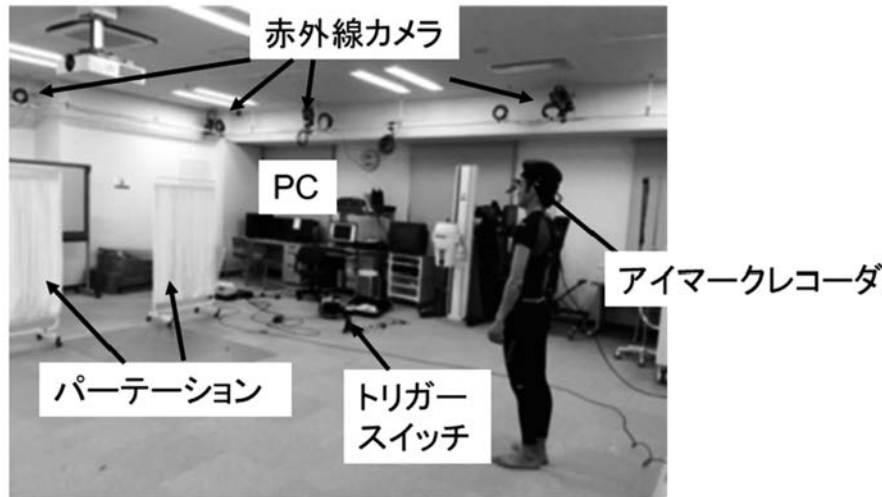 赤外線カメラ
PC
アイマークレコーダ
パーテーション
トリガー
スイッチ